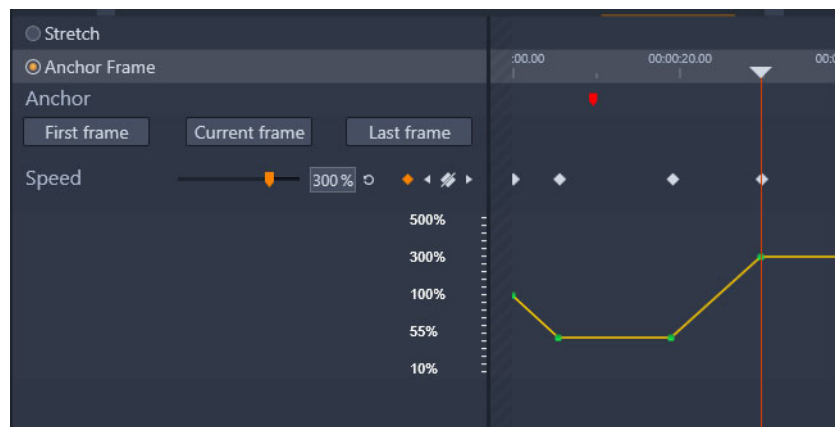 Stretch
Anchor Frame
:00.00 00:00:20.00
Anchor
First frame Current frame Last frame
Speed 300 %
500%
300%
100%
55%
10%